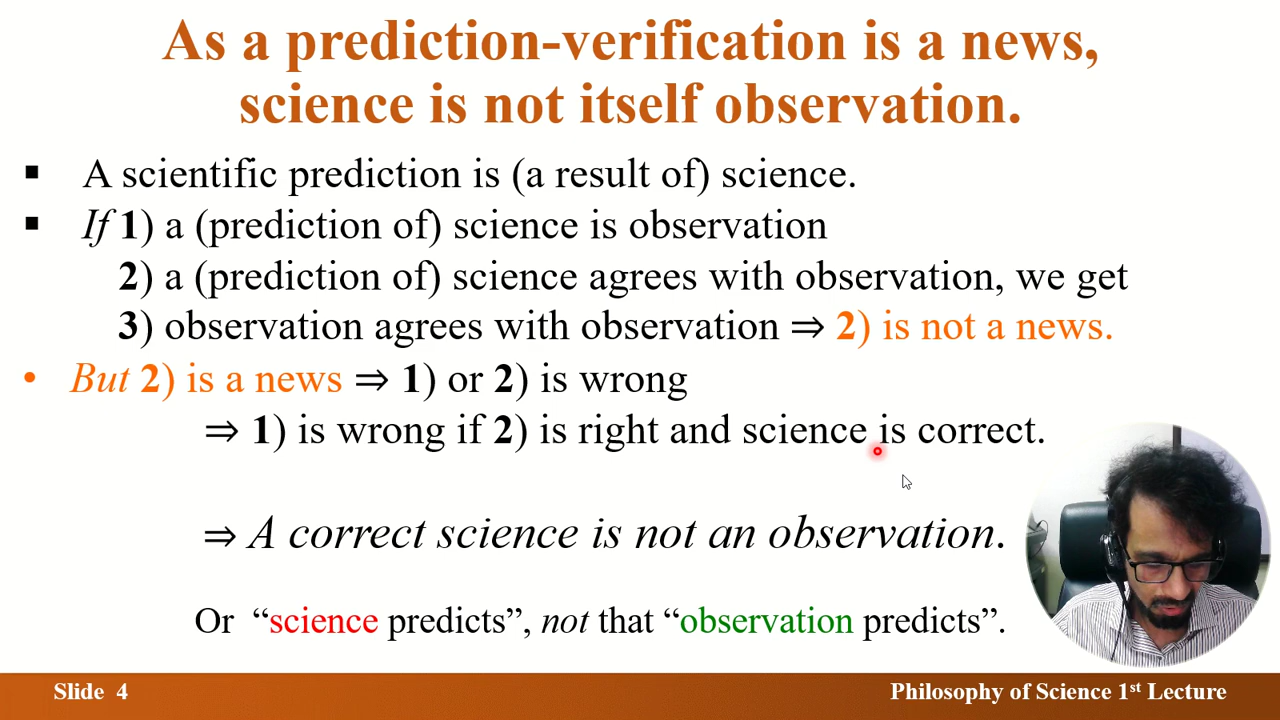 As a prediction-verification is a news,
science is not itself observation.
▪ A scientific prediction is (a result of) science.
▪ If 1) a (prediction of) science is observation
2) a (prediction of) science agrees with observation, we get
3) observation agrees with observation ⇒ 2) is not a news.
• But 2) is a news ⇒ 1) or 2) is wrong
⇒ 1) is wrong if 2) is right and science is correct.
⇒ A correct science is not an observation.
Or “science predicts”, not that “observation predicts”.
Slide 4 Philosophy of Science 1st Lecture